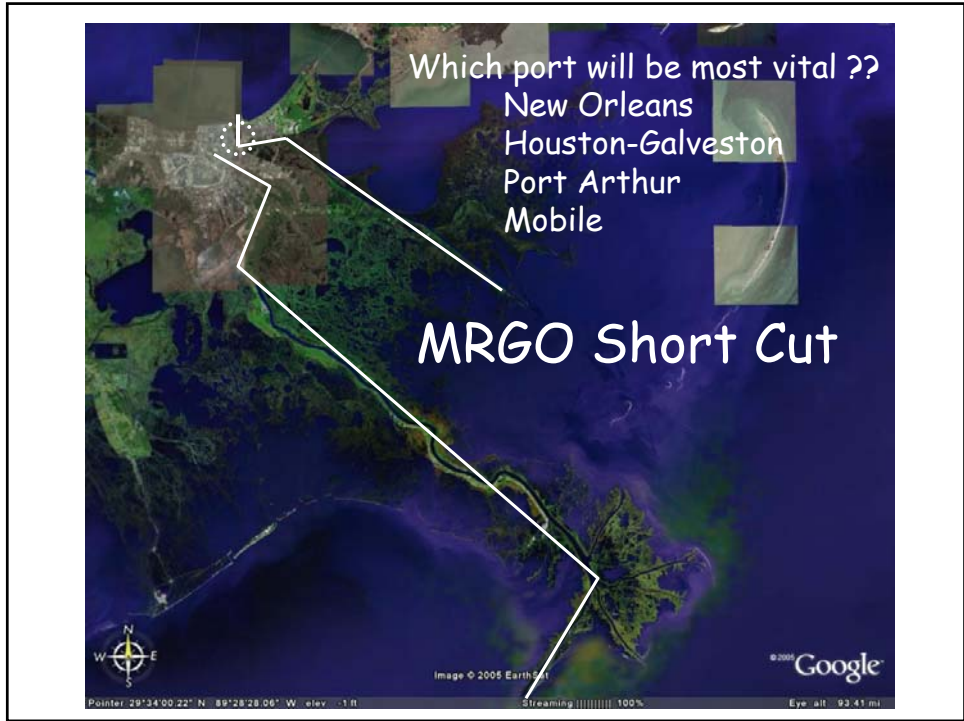 Which port will be most vital ??
New Orleans
Houston-Galveston
Port Arthur
Mobile
MRGO Short Cut
N
W E
S
Image © 2005 EarthSat
© 2005 Google
Pointer 29°34'00.22" N 89°28'28.06" W elev -1 ft Streaming |||||||||| 100% Eye alt 93.41 mi